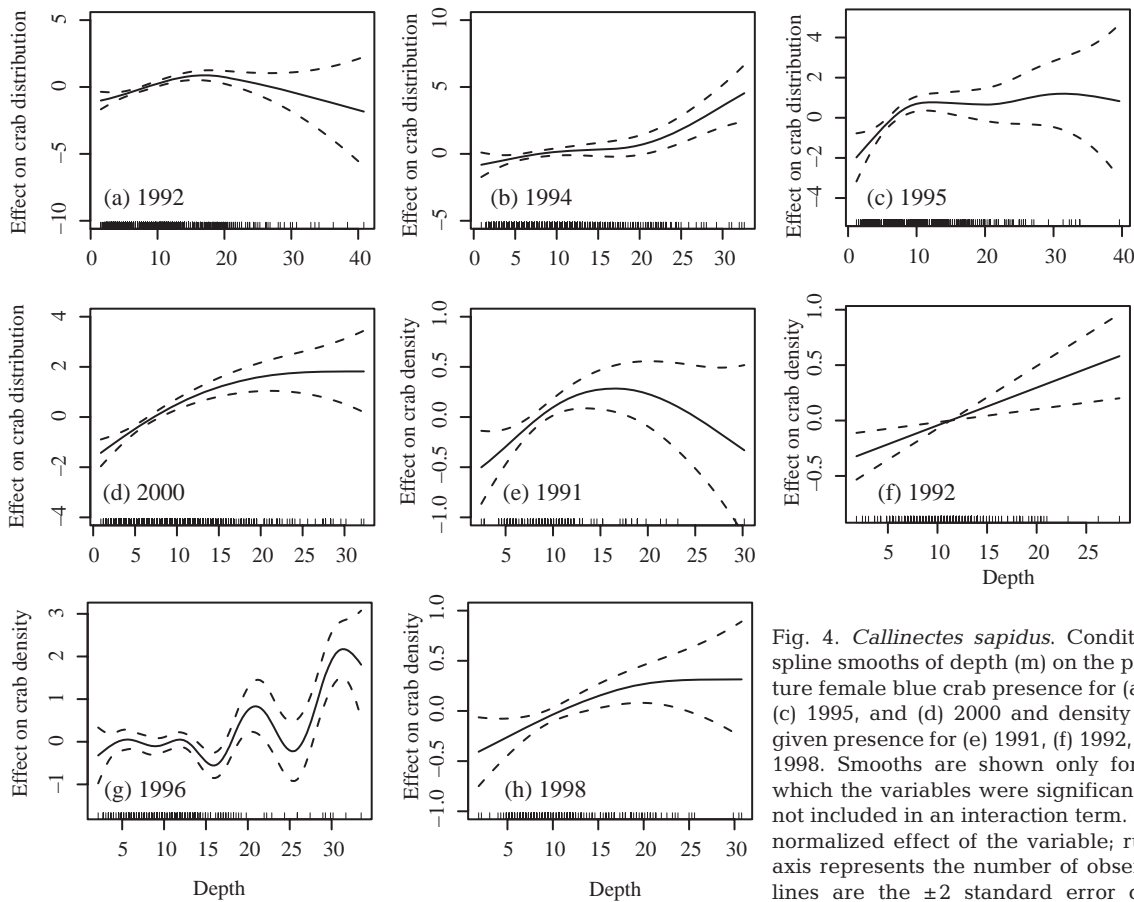 Effect on crab distribution
5
0
−5
−10
(a) 1992
0 10 20 30 40
Effect on crab distribution
10
5
0
−5
(b) 1994
0 5 10 15 20 25 30
Effect on crab distribution
4
2
0
−2
−4
(c) 1995
0 10 20 30 40
Effect on crab distribution
4
2
0
−2
−4
(d) 2000
0 5 10 15 20 25 30
Effect on crab density
1.0
0.5
0.0
−0.5
−1.0
(e) 1991
5 10 15 20 25 30
Effect on crab density
1.0
0.5
0.0
−0.5
(f) 1992
5 10 15 20 25
Depth
Effect on crab density
3
2
1
0
−1
(g) 1996
5 10 15 20 25 30
Depth
Effect on crab density
1.0
0.5
0.0
−0.5
−1.0
(h) 1998
5 10 15 20 25 30
Depth
Fig. 4. Callinectes sapidus. Condit
spline smooths of depth (m) on the p
ture female blue crab presence for (a
(c) 1995, and (d) 2000 and density
given presence for (e) 1991, (f) 1992,
1998. Smooths are shown only for
which the variables were significan
not included in an interaction term.
normalized effect of the variable; r
axis represents the number of obser
lines are the ±2 standard error c